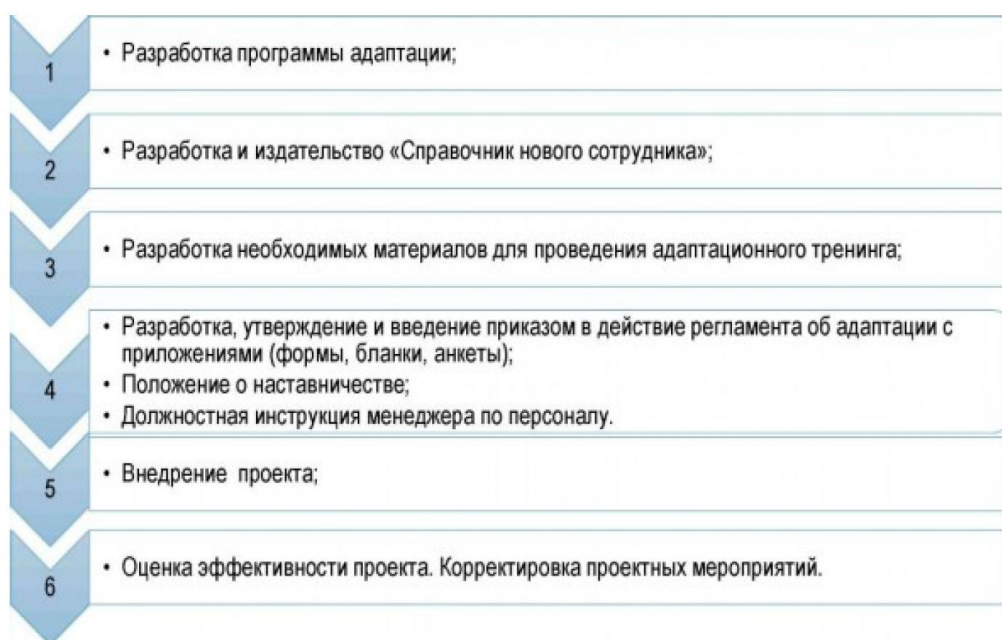 1
• Разработка программы адаптации;
2
• Разработка и издательство «Справочник нового сотрудника»;
3
• Разработка необходимых материалов для проведения адаптационного тренинга;
4
• Разработка, утверждение и введение приказом в действие регламента об адаптации с
приложениями (формы, бланки, анкеты);
• Положение о наставничестве;
• Должностная инструкция менеджера по персоналу.
5
• Внедрение проекта;
6
• Оценка эффективности проекта. Корректировка проектных мероприятий.